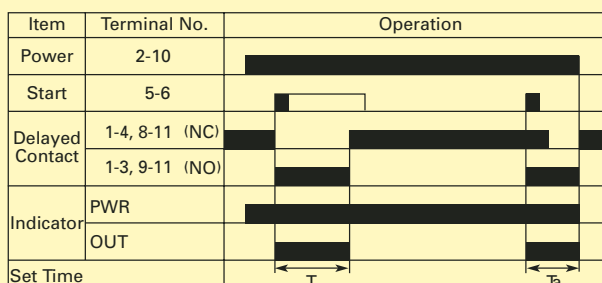 Item Terminal No. Operation
Power 2-10
Start 5-6
Delayed Contact 1-4, 8-11 (NC)
1-3, 9-11 (NO)
Indicator PWR
OUT
Set Time T Ta